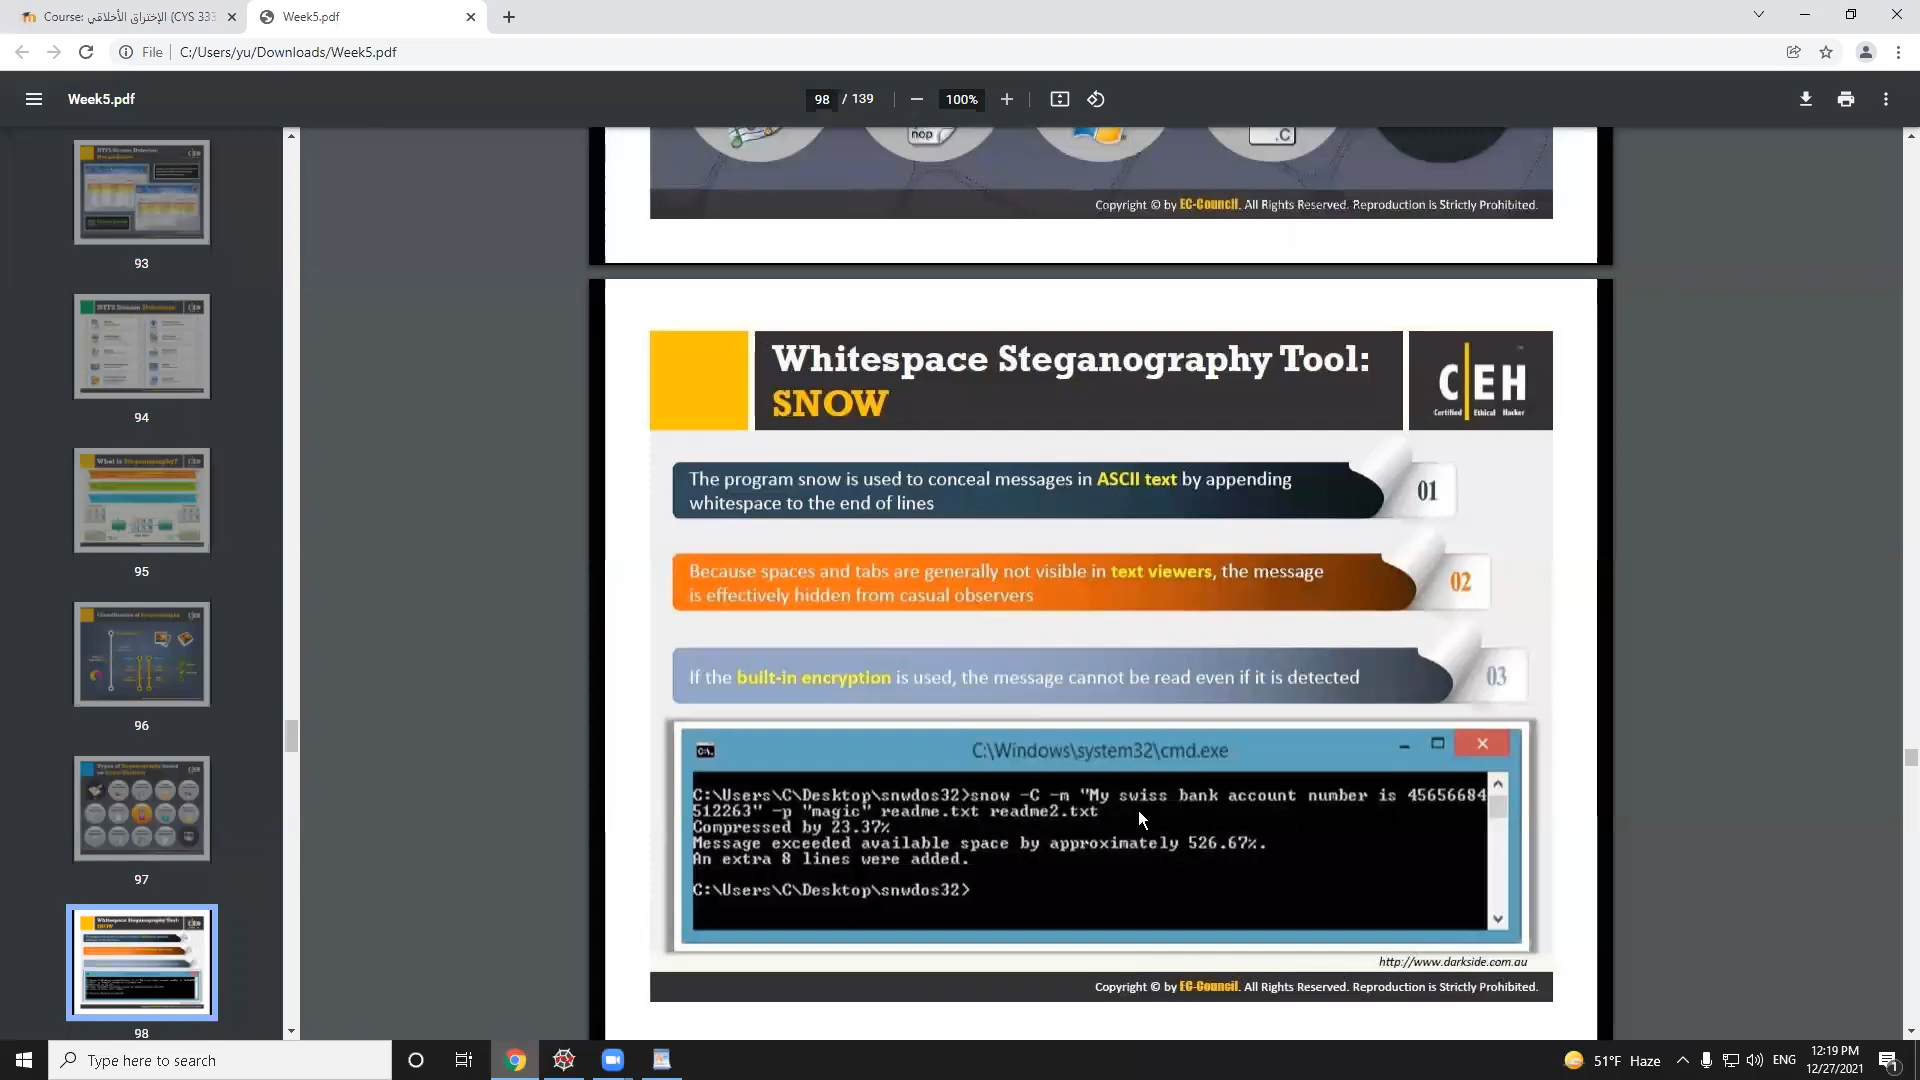 Course: الإختراق الأخلاقي (CYS 333
Week5.pdf
File
C:/Users/yu/Downloads/Week5.pdf
Week5.pdf
98 / 139
100%
93
94
What is Steganography?
95
96
97
98
nop
.C
Copyright © by EC-Council. All Rights Reserved. Reproduction is Strictly Prohibited.
Whitespace Steganography Tool:
SNOW
C EH
Certified Ethical Hacker
The program snow is used to conceal messages in ASCII text by appending
whitespace to the end of lines
01
Because spaces and tabs are generally not visible in text viewers, the message
is effectively hidden from casual observers
02
If the built-in encryption is used, the message cannot be read even if it is detected
03
C:\Windows\system32\cmd.exe
C:\Users\C\Desktop\snwdos32>snow -C -m "My swiss bank account number is 45656684
512263" -p "magic" readme.txt readme2.txt
Compressed by 23.37%
Message exceeded available space by approximately 526.67%.
An extra 8 lines were added.
C:\Users\C\Desktop\snwdos32>
http://www.darkside.com.au
Copyright © by EC-Council. All Rights Reserved. Reproduction is Strictly Prohibited.
Type here to search
51°F Haze
ENG
12:19 PM
12/27/2021
1